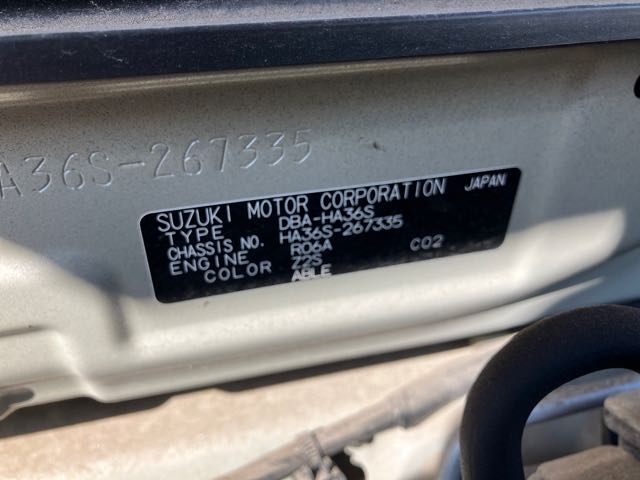 A36S-267335
SUZUKI MOTOR CORPORATION JAPAN
TYPE DBA-HA36S
CHASSIS NO. HA36S-267335
ENGINE R06A C02
COLOR Z2S
ABLE